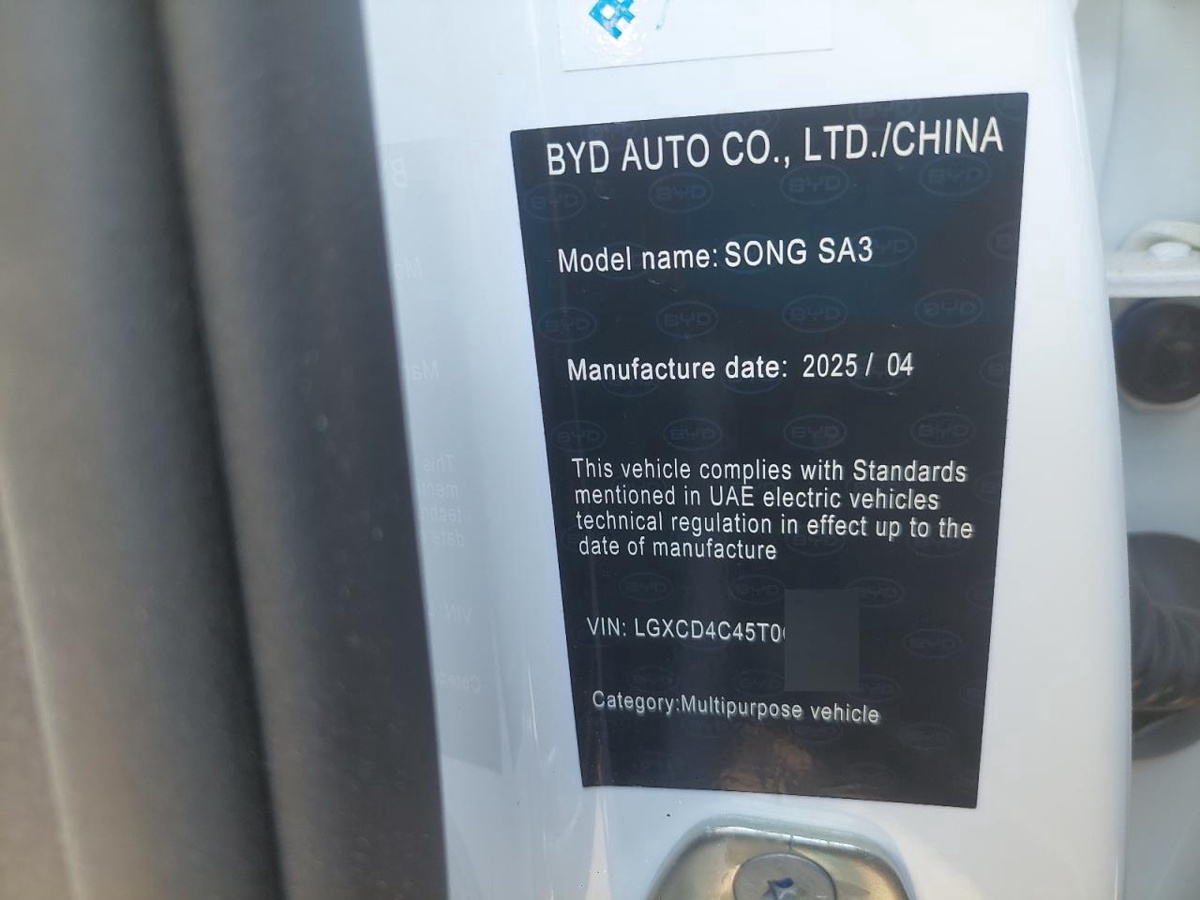 BYD AUTO CO., LTD./CHINA
Model name: SONG SA3
Manufacture date: 2025 / 04
This vehicle complies with Standards
mentioned in UAE electric vehicles
technical regulation in effect up to the
date of manufacture
VIN: LGXCD4C45T0
Category:Multipurpose vehicle